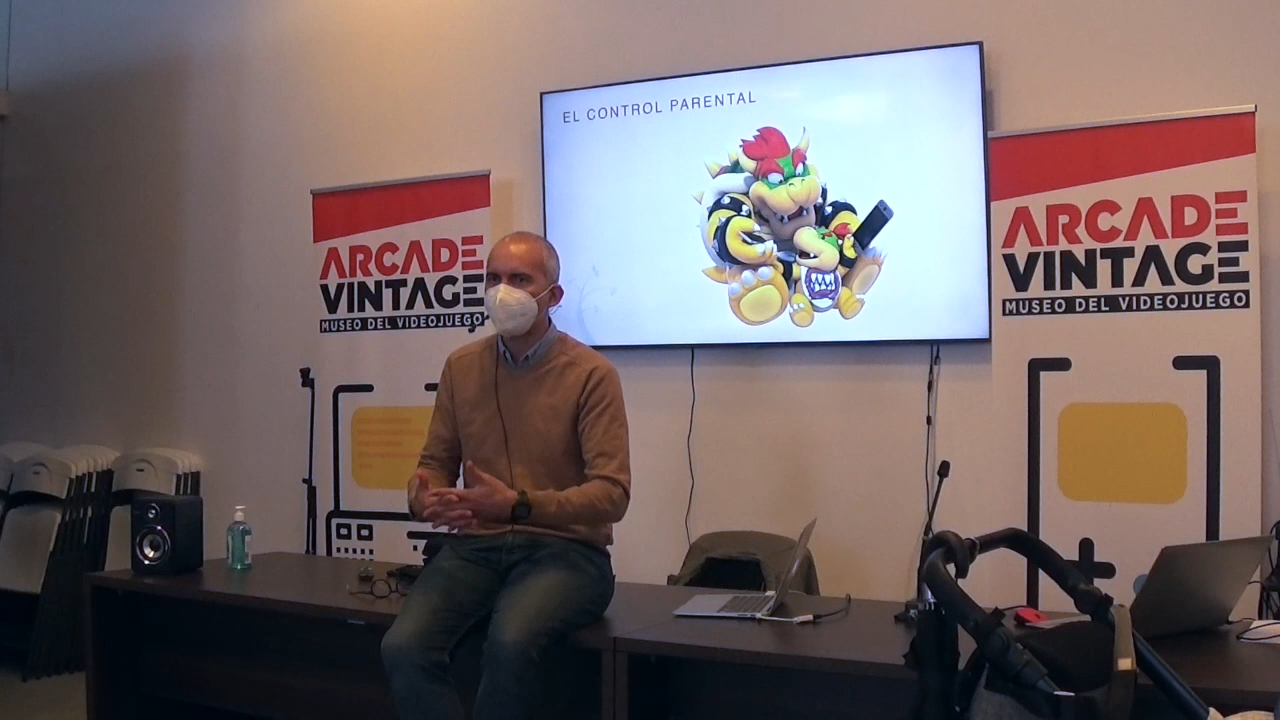 EL CONTROL PARENTAL
ARCADE
VINTAGE
MUSEO DEL VIDEOJUEGO
ARCADE
VINTAGE
MUSEO DEL VIDEOJUEGO